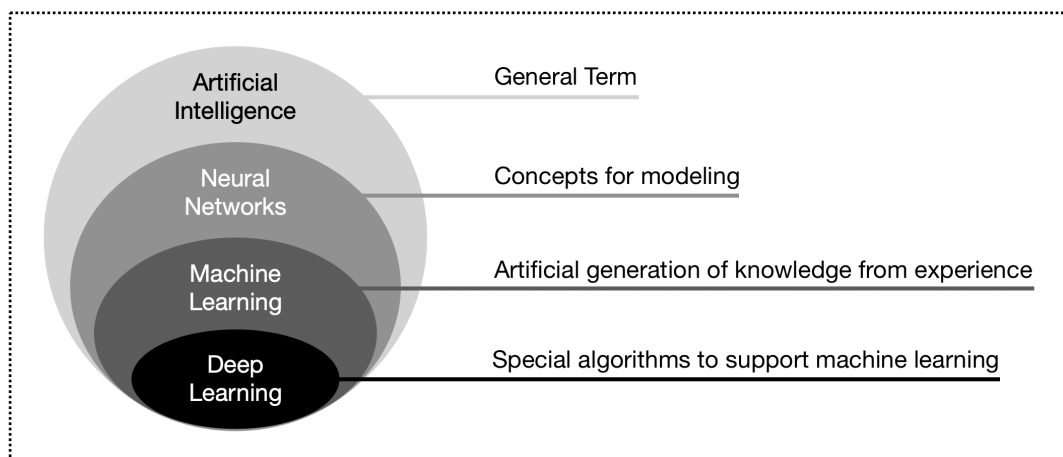 Artificial
Intelligence
General Term
Neural
Networks
Concepts for modeling
Machine
Learning
Artificial generation of knowledge from experience
Deep
Learning
Special algorithms to support machine learning